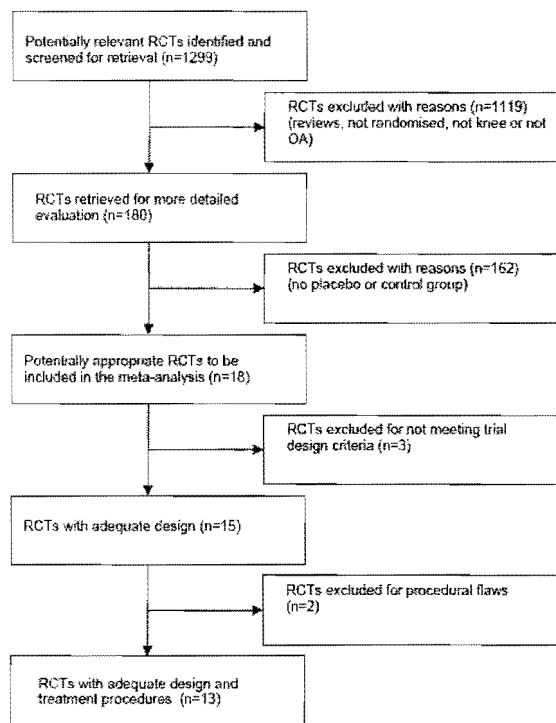 Potentially relevant RCTs identified and
screened for retrieval (n=1299)
RCTs excluded with reasons (n=1119)
(reviews, not randomised, not knee or not
OA)
RCTs retrieved for more detailed
evaluation (n=180)
RCTs excluded with reasons (n=162)
(no placebo or control group)
Potentially appropriate RCTs to be
included in the meta-analysis (n=18)
RCTs excluded for not meeting trial
design criteria (n=3)
RCTs with adequate design (n=15)
RCTs excluded for procedural flaws
(n=2)
RCTs with adequate design and
treatment procedures (n=13)